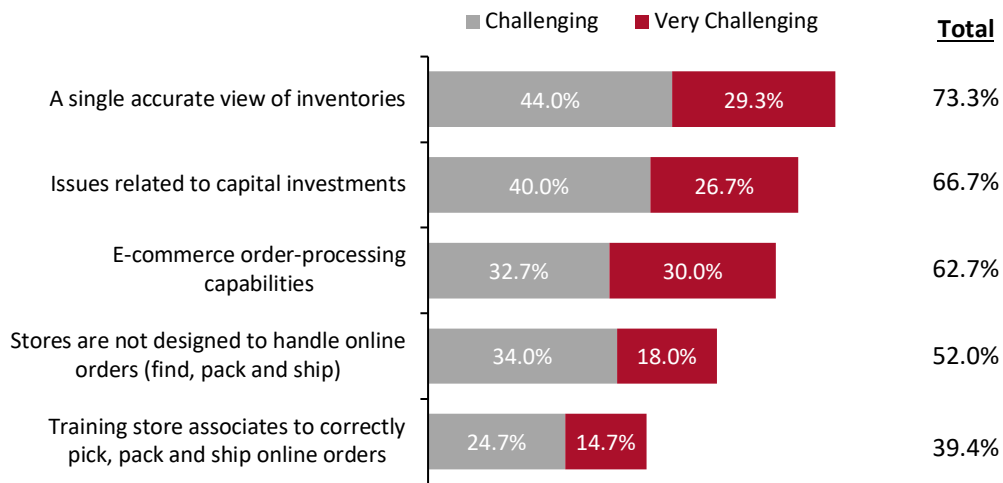 Challenging Very Challenging Total
A single accurate view of inventories 44.0% 29.3% 73.3%
Issues related to capital investments 40.0% 26.7% 66.7%
E-commerce order-processing
capabilities
32.7% 30.0% 62.7%
Stores are not designed to handle online
orders (find, pack and ship)
34.0% 18.0% 52.0%
Training store associates to correctly
pick, pack and ship online orders
24.7% 14.7% 39.4%